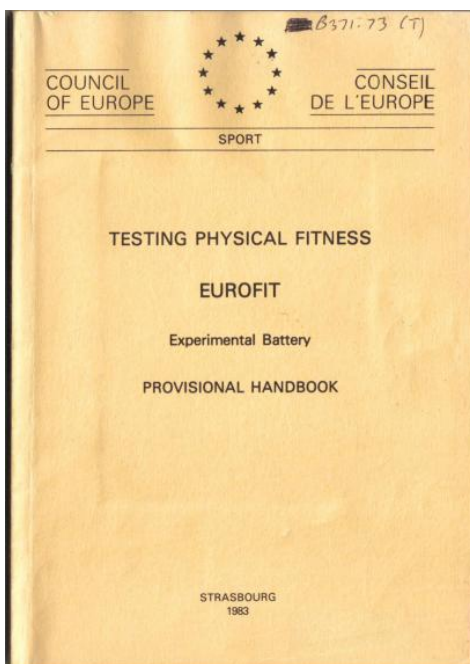 B371.73 (T)
COUNCIL
OF EUROPE
CONSEIL
DE L'EUROPE
SPORT
TESTING PHYSICAL FITNESS
EUROFIT
Experimental Battery
PROVISIONAL HANDBOOK
STRASBOURG
1983